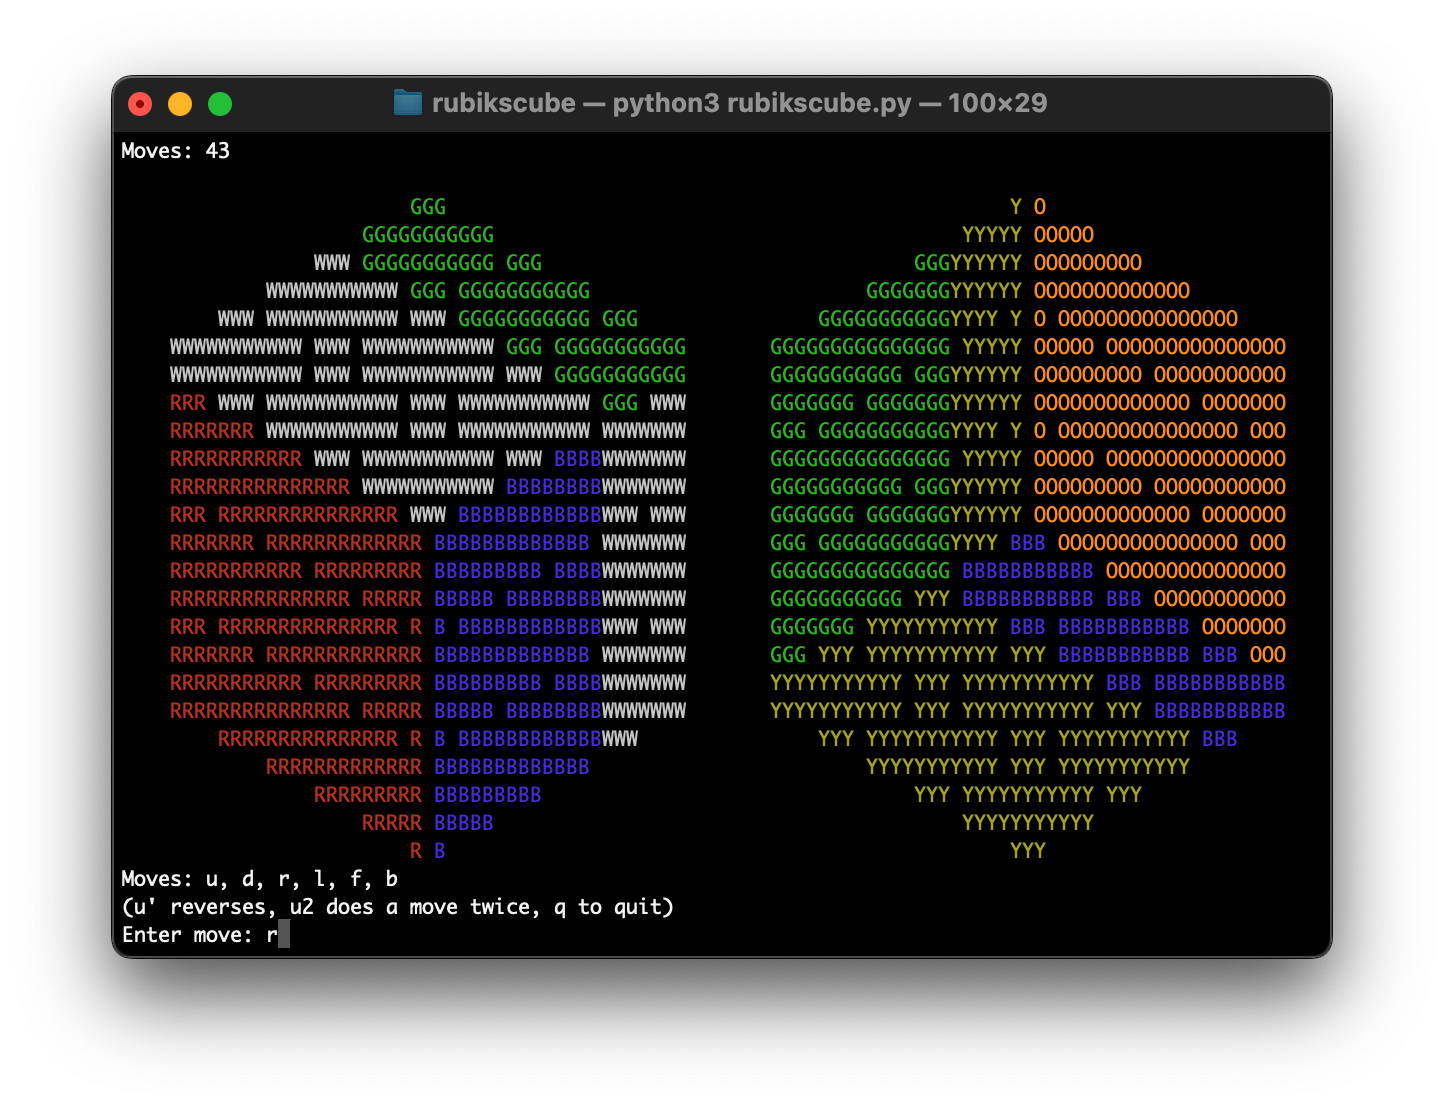 rubikscube — python3 rubikscube.py — 100×29
Moves: 43
GGG Y O
GGGGGGGGGGG YYYYY OOOOO
WWW GGGGGGGGGGG GGG GGGYYYYYY OOOOOOOOO
WWWWWWWWWWW GGG GGGGGGGGGGG GGGGGGGYYYYYY OOOOOOOOOOOOO
WWW WWWWWWWWWWW WWW GGGGGGGGGGG GGG GGGGGGGGGGGYYYY Y O OOOOOOOOOOOOOOO
WWWWWWWWWWW WWW WWWWWWWWWWW GGG GGGGGGGGGGG GGGGGGGGGGGGGGG YYYYY OOOOO OOOOOOOOOOOOOOO
WWWWWWWWWWW WWW WWWWWWWWWWW WWW GGGGGGGGGGG GGGGGGGGGGG GGGYYYYYY OOOOOOOOO OOOOOOOOOOO
RRR WWW WWWWWWWWWWW WWW WWWWWWWWWWW GGG WWW GGGGGGG GGGGGGGYYYYYY OOOOOOOOOOOOO OOOOOOO
RRRRRRR WWWWWWWWWWW WWW WWWWWWWWWWW WWWWWWW GGG GGGGGGGGGGGYYYY Y O OOOOOOOOOOOOOOO OOO
RRRRRRRRRRR WWW WWWWWWWWWWW WWW BBBBWWWWWWW GGGGGGGGGGGGGGG YYYYY OOOOO OOOOOOOOOOOOOOO
RRRRRRRRRRRRRRR WWWWWWWWWWW BBBBBBBBWWWWWWW GGGGGGGGGGG GGGYYYYYY OOOOOOOOO OOOOOOOOOOO
RRR RRRRRRRRRRRRRRR WWW BBBBBBBBBBBBWWW WWW GGGGGGG GGGGGGGYYYYYY OOOOOOOOOOOOO OOOOOOO
RRRRRRR RRRRRRRRRRRRR BBBBBBBBBBBBB WWWWWWW GGG GGGGGGGGGGGYYYY BBB OOOOOOOOOOOOOOO OOO
RRRRRRRRRRR RRRRRRRRR BBBBBBBBB BBBBWWWWWWW GGGGGGGGGGGGGGG BBBBBBBBBBB OOOOOOOOOOOOOOO
RRRRRRRRRRRRRRR RRRRR BBBBB BBBBBBBBWWWWWWW GGGGGGGGGGG YYY BBBBBBBBBBB BBB OOOOOOOOOOO
RRR RRRRRRRRRRRRRRR R B BBBBBBBBBBBBWWW WWW GGGGGGG YYYYYYYYYYY BBB BBBBBBBBBBB OOOOOOO
RRRRRRR RRRRRRRRRRRRR BBBBBBBBBBBBB WWWWWWW GGG YYY YYYYYYYYYYY YYY BBBBBBBBBBB BBB OOO
RRRRRRRRRRR RRRRRRRRR BBBBBBBBB BBBBWWWWWWW YYYYYYYYYYY YYY YYYYYYYYYYY BBB BBBBBBBBBBB
RRRRRRRRRRRRRRR RRRRR BBBBB BBBBBBBBWWWWWWW YYYYYYYYYYY YYY YYYYYYYYYYY YYY BBBBBBBBBBB
RRRRRRRRRRRRRRR R B BBBBBBBBBBBBWWW YYY YYYYYYYYYYY YYY YYYYYYYYYYY BBB
RRRRRRRRRRRRR BBBBBBBBBBBBB YYYYYYYYYYY YYY YYYYYYYYYYY
RRRRRRRRR BBBBBBBBB YYY YYYYYYYYYYY YYY
RRRRR BBBBB YYYYYYYYYYY
R B YYY
Moves: u, d, r, l, f, b
(u' reverses, u2 does a move twice, q to quit)
Enter move: r